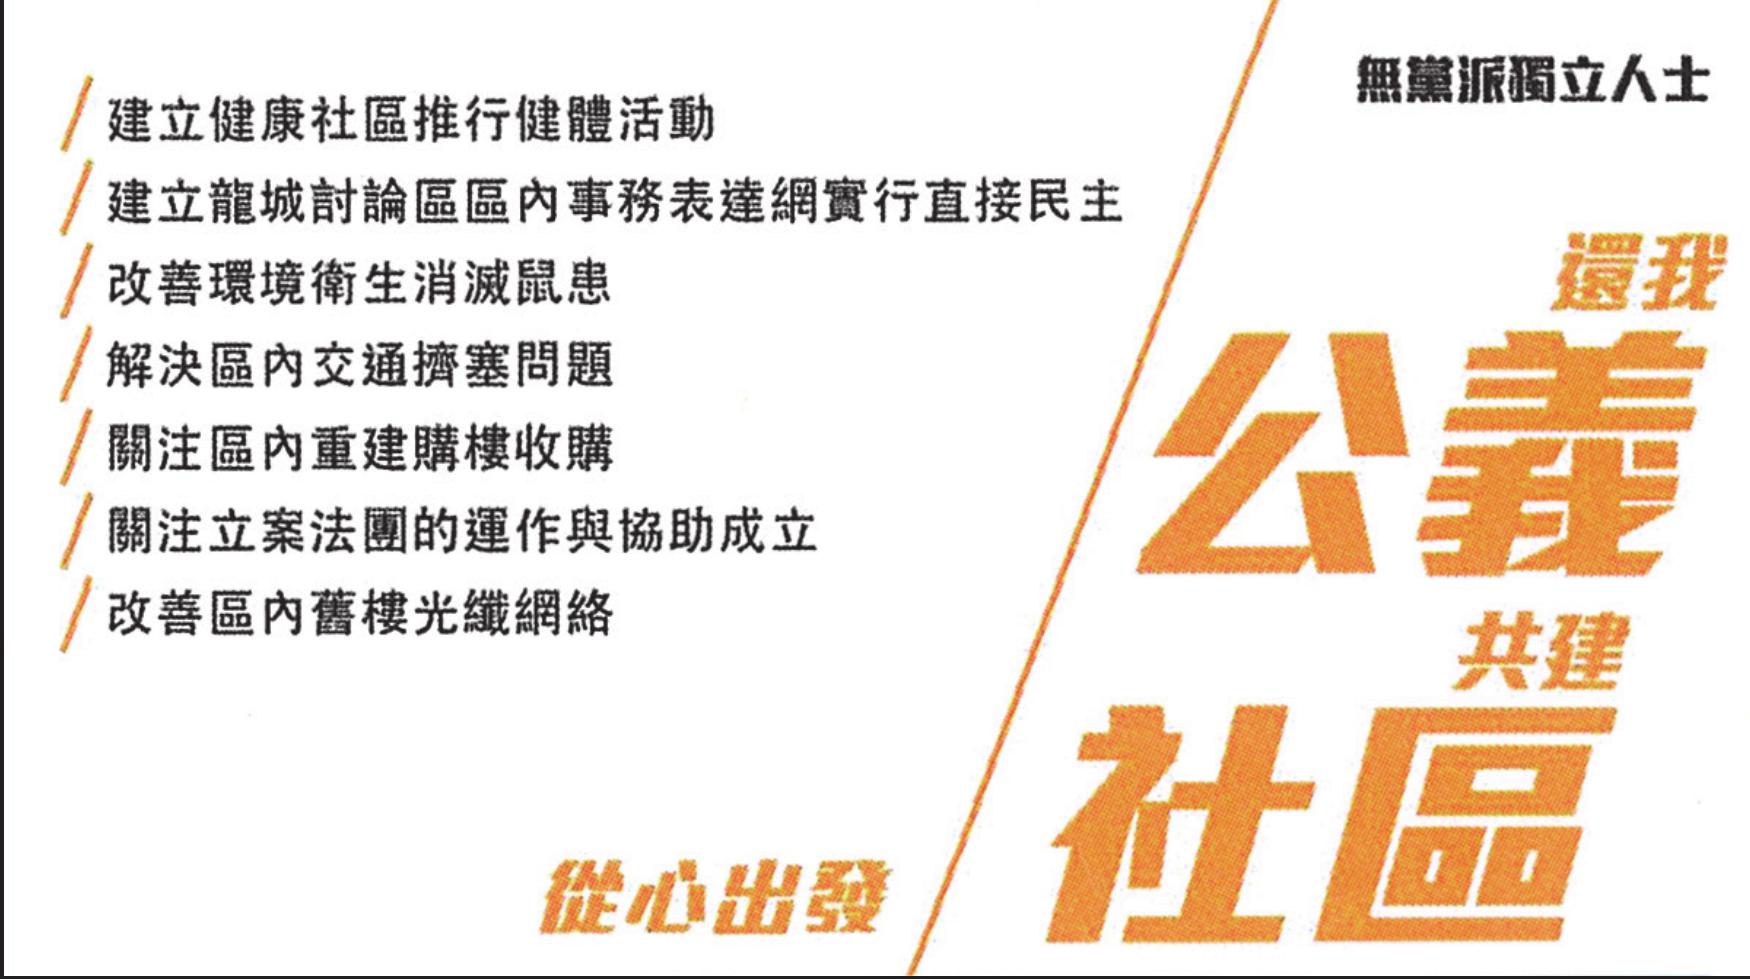 建立健康社區推行健體活動
建立龍城討論區區內事務表達網實行直接民主
改善環境衛生消滅鼠患
解決區內交通擠塞問題
關注區內重建購樓收購
關注立案法團的運作與協助成立
改善區內舊樓光纖網絡
從心出發
無黨派獨立人士
還我
公義
共建
社區